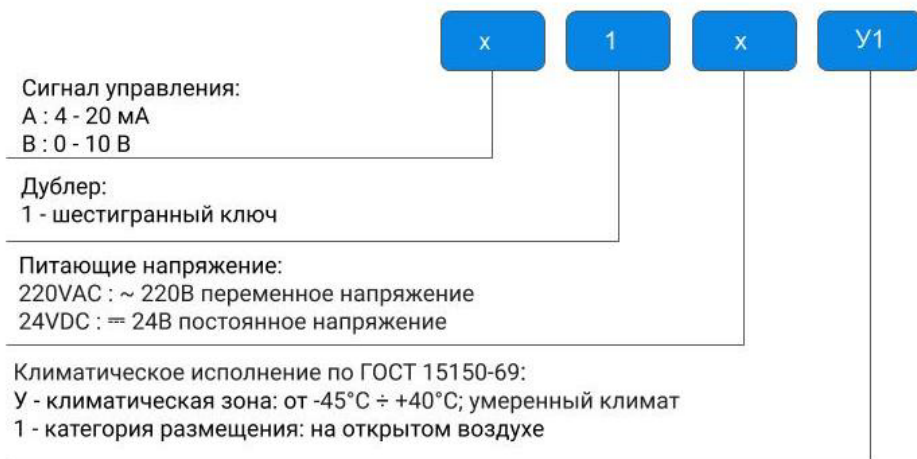 х 1 х У1
Сигнал управления:
А : 4 - 20 мА
В : 0 - 10 В
Дублер:
1 - шестигранный ключ
Питающие напряжение:
220VAC : ~ 220В переменное напряжение
24VDC : ⎓ 24В постоянное напряжение
Климатическое исполнение по ГОСТ 15150-69:
У - климатическая зона: от -45°C ÷ +40°C; умеренный климат
1 - категория размещения: на открытом воздухе